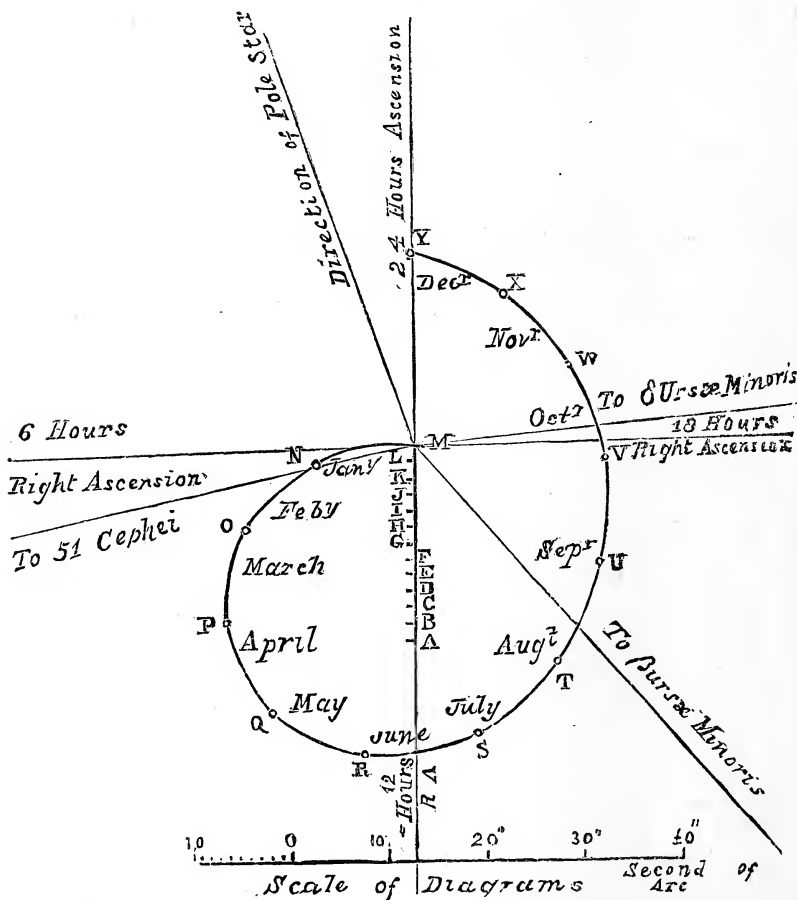 Direction of Pole Star
24 Hours Ascension
Y
Decr
X
Novr
W
Octr
To δ Ursæ Minoris
18 Hours
Right Ascension
V
6 Hours
Right Ascension
To 51 Cephei
M
N
Jany
L
K
J
I
H
G
F
E
D
C
B
A
O
Feby
March
P
April
Q
May
R
June
S
July
T
Augt
U
Sepr
To β Ursæ Minoris
12 Hours
R A
10 0 10 20" 30" 40"
Scale of Diagrams Second of Arc